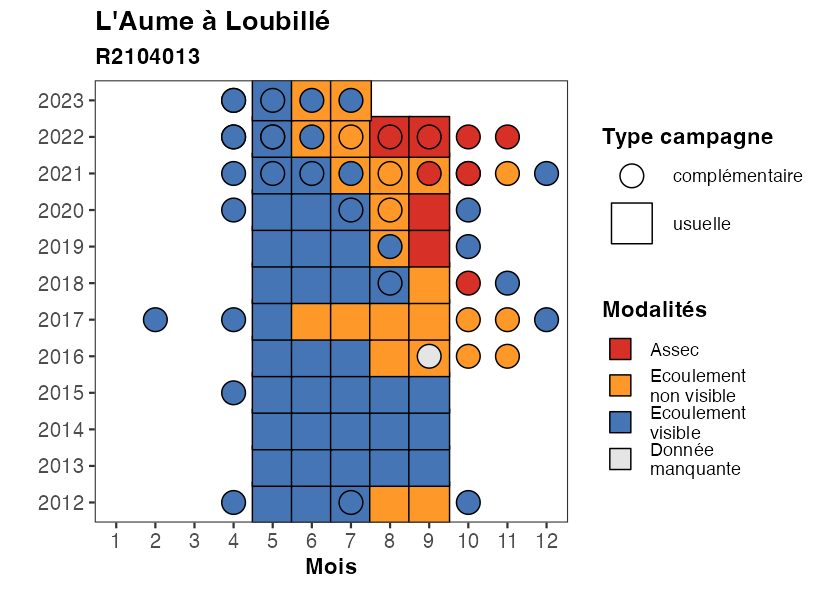 L'Aume à Loubillé
R2104013
2023
2022
2021
2020
2019
2018
2017
2016
2015
2014
2013
2012
1 2 3 4 5 6 7 8 9 10 11 12
Mois
Type campagne
complémentaire
usuelle
Modalités
Assec
Ecoulement
non visible
Ecoulement
visible
Donnée
manquante